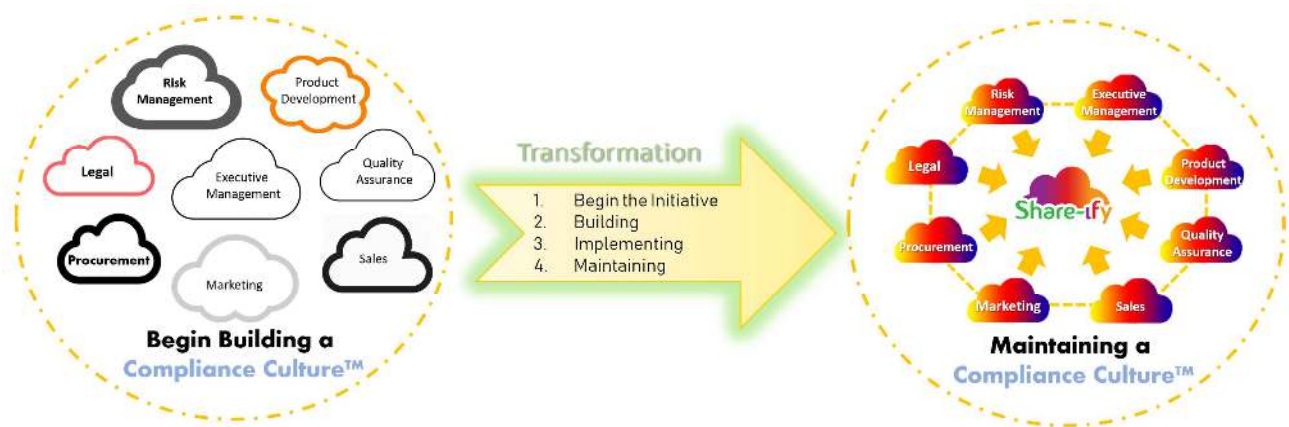 Risk
Management
Product
Development
Legal
Executive
Management
Quality
Assurance
Procurement
Marketing
Sales
Begin Building a
Compliance Culture™
Transformation
1. Begin the Initiative
2. Building
3. Implementing
4. Maintaining
Risk
Management
Executive
Management
Legal
Product
Development
Share-ify
Procurement
Quality
Assurance
Marketing
Sales
Maintaining a
Compliance Culture™